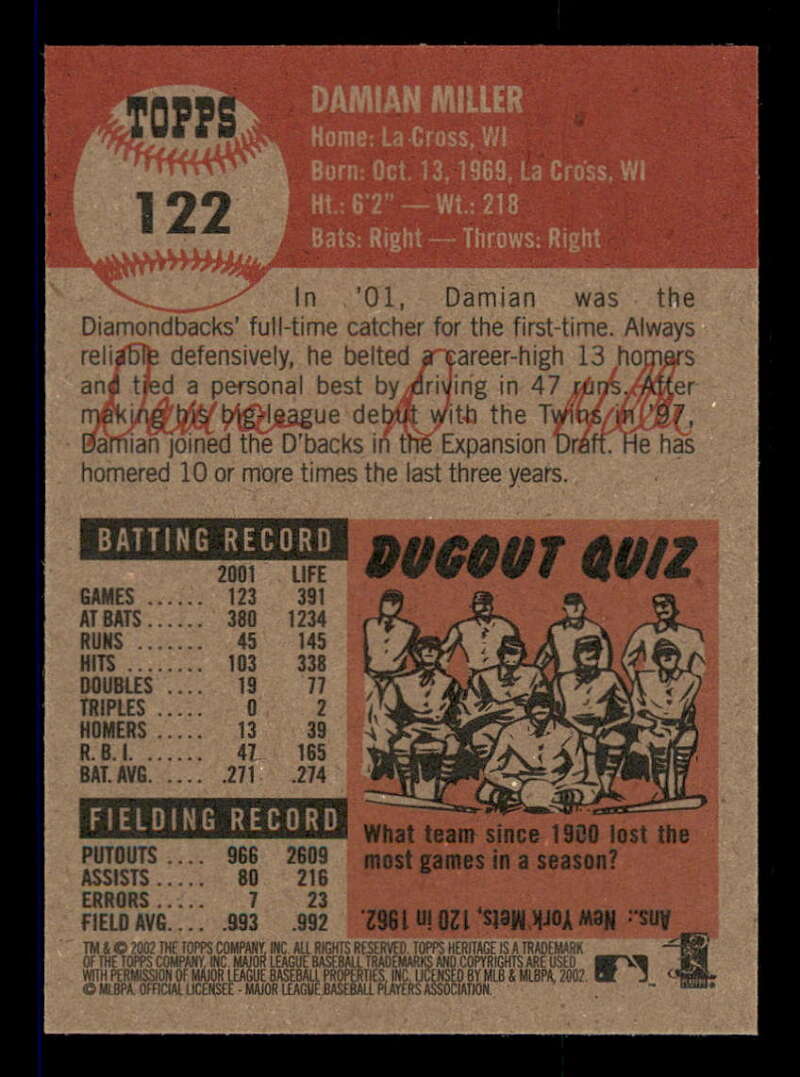 TOPPS
122
DAMIAN MILLER
Home: La Cross, WI
Born: Oct. 13, 1969, La Cross, WI
Ht.: 6'2" — Wt.: 218
Bats: Right — Throws: Right
In '01, Damian was the
Diamondbacks' full-time catcher for the first-time. Always
reliable defensively, he belted a career-high 13 homers
and tied a personal best by driving in 47 runs. After
making his big-league debut with the Twins in '97,
Damian joined the D'backs in the Expansion Draft. He has
homered 10 or more times the last three years.
BATTING RECORD
2001 LIFE
GAMES ...... 123 391
AT BATS ...... 380 1234
RUNS ....... 45 145
HITS ........ 103 338
DOUBLES .... 19 77
TRIPLES ..... 0 2
HOMERS ..... 13 39
R. B. I. ...... 47 165
BAT. AVG. .... .271 .274
FIELDING RECORD
PUTOUTS .... 966 2609
ASSISTS ..... 80 216
ERRORS ..... 7 23
FIELD AVG. ... .993 .992
DUGOUT QUIZ
What team since 1900 lost the
most games in a season?
Ans.: New York Mets, 120 in 1962.
TM & © 2002 THE TOPPS COMPANY, INC. ALL RIGHTS RESERVED. TOPPS HERITAGE IS A TRADEMARK
OF THE TOPPS COMPANY, INC. MAJOR LEAGUE BASEBALL TRADEMARKS AND COPYRIGHTS ARE USED
WITH PERMISSION OF MAJOR LEAGUE BASEBALL PROPERTIES, INC. LICENSED BY MLB & MLBPA, 2002.
© MLBPA. OFFICIAL LICENSEE - MAJOR LEAGUE BASEBALL PLAYERS ASSOCIATION.